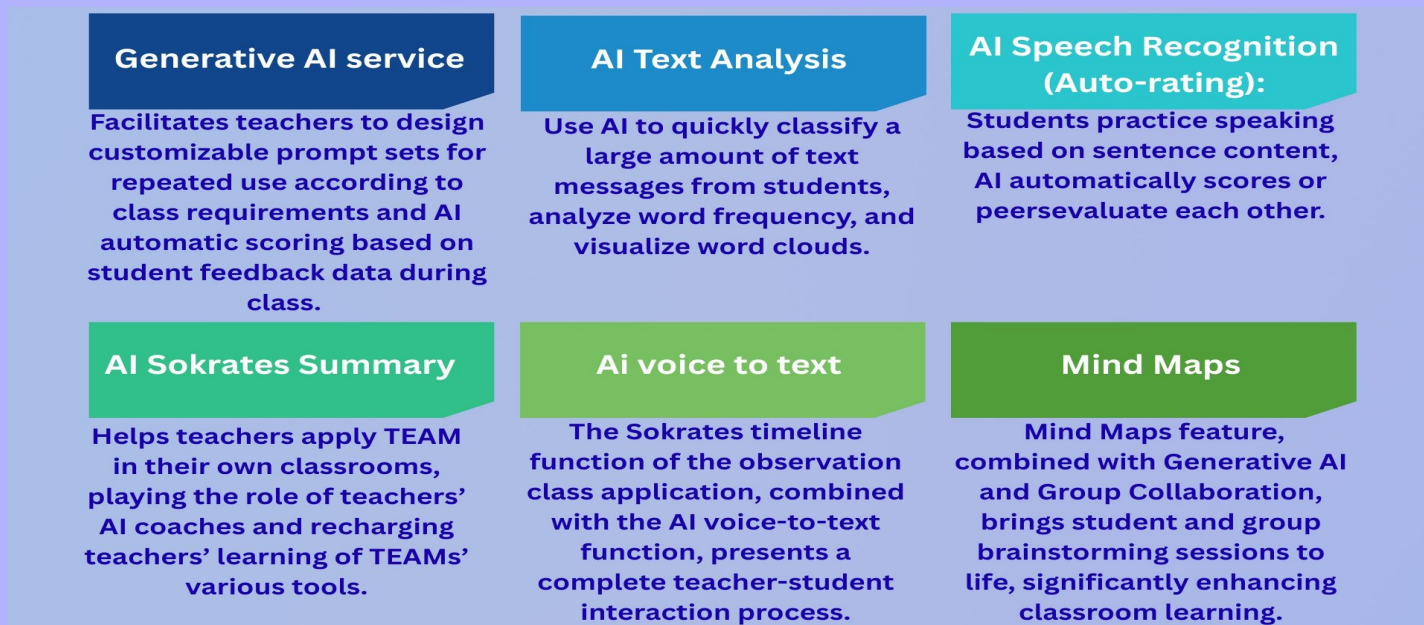 Generative AI service
Facilitates teachers to design
customizable prompt sets for
repeated use according to
class requirements and AI
automatic scoring based on
student feedback data during
class.
AI Text Analysis
Use AI to quickly classify a
large amount of text
messages from students,
analyze word frequency, and
visualize word clouds.
AI Speech Recognition
(Auto-rating):
Students practice speaking
based on sentence content,
AI automatically scores or
peersevaluate each other.
AI Sokrates Summary
Helps teachers apply TEAM
in their own classrooms,
playing the role of teachers’
AI coaches and recharging
teachers’ learning of TEAMs’
various tools.
Ai voice to text
The Sokrates timeline
function of the observation
class application, combined
with the AI voice-to-text
function, presents a
complete teacher-student
interaction process.
Mind Maps
Mind Maps feature,
combined with Generative AI
and Group Collaboration,
brings student and group
brainstorming sessions to
life, significantly enhancing
classroom learning.